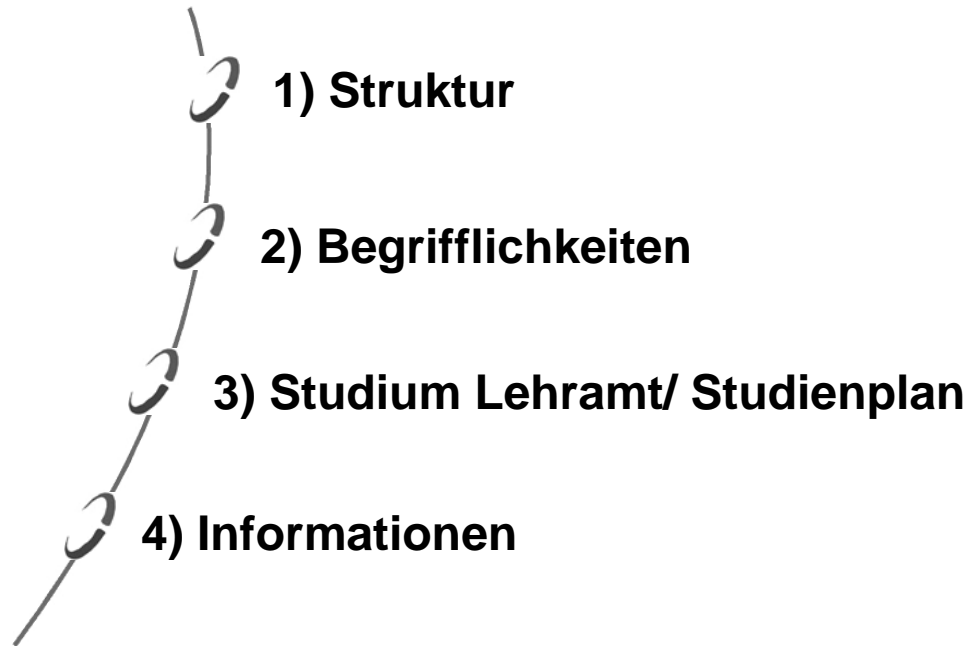 1) Struktur
2) Begrifflichkeiten
3) Studium Lehramt/ Studienplan
4) Informationen